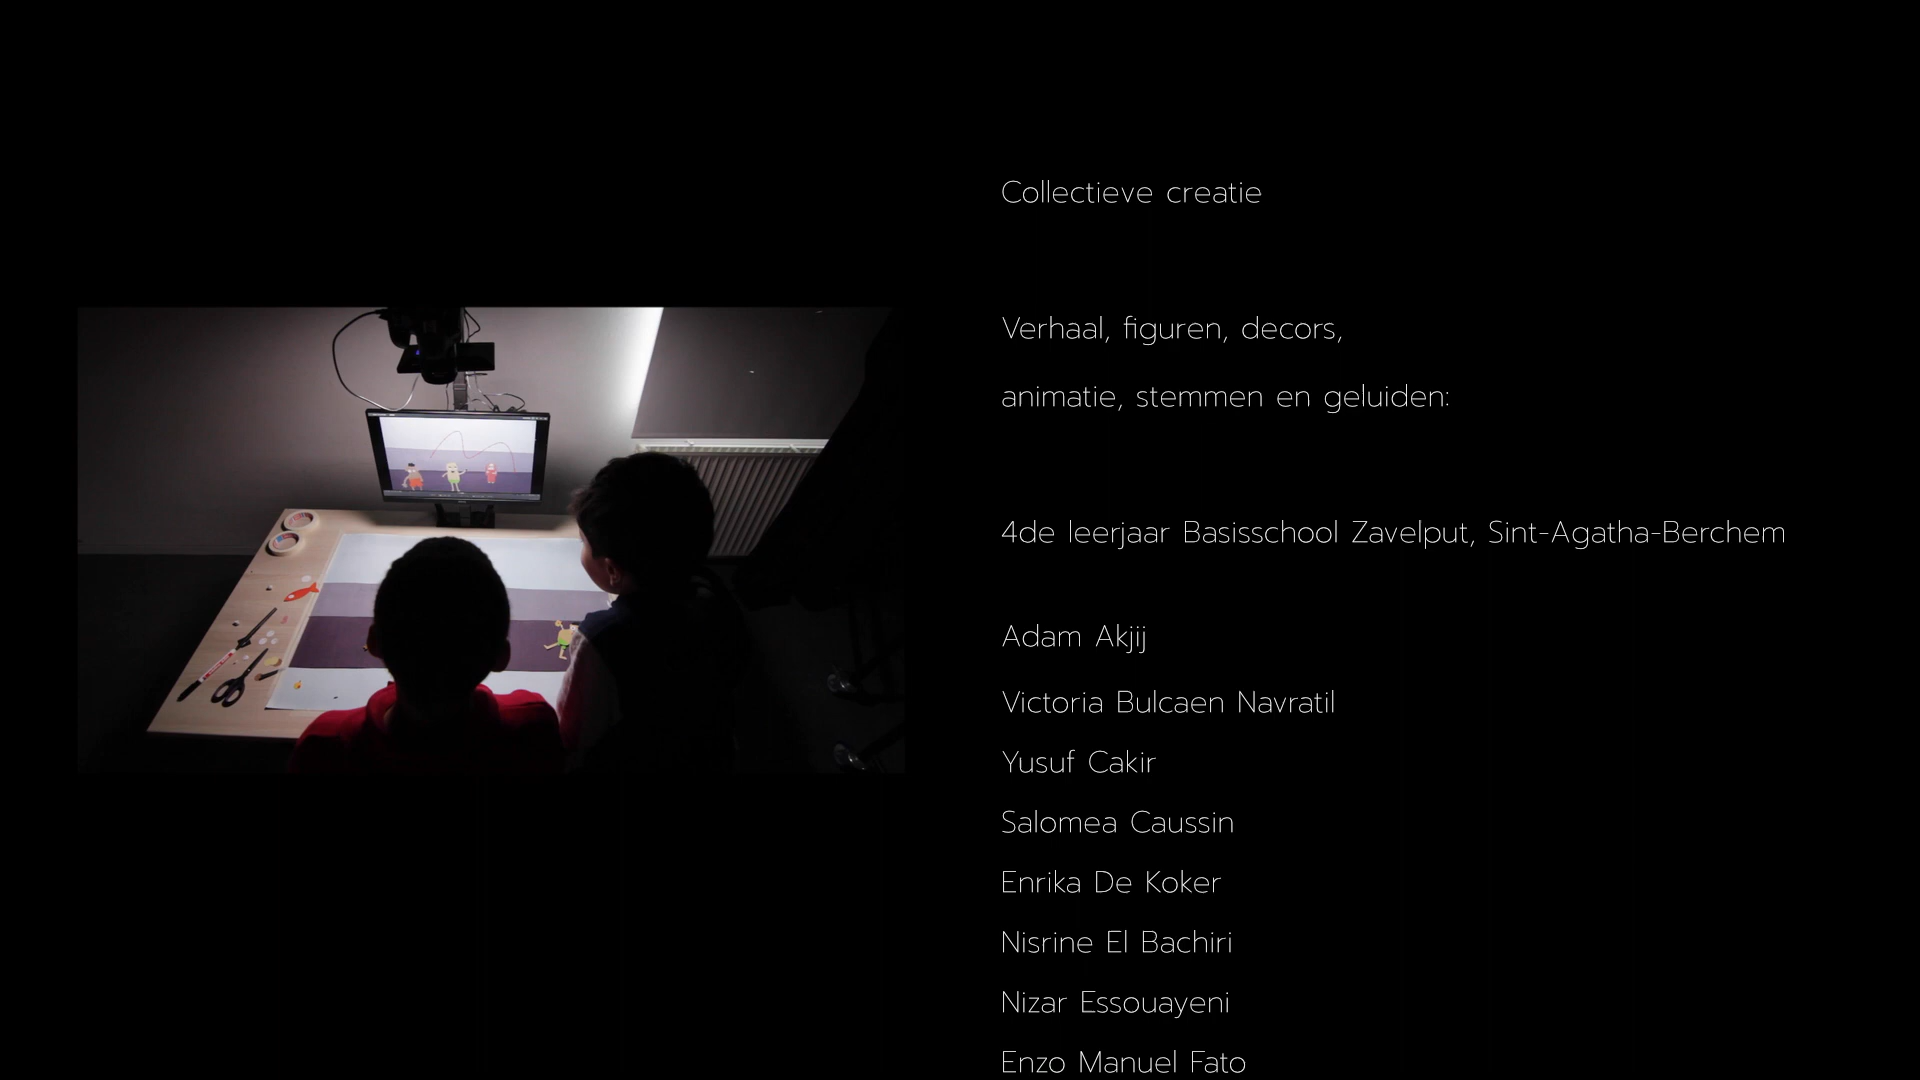 Collectieve creatie
Verhaal, figuren, decors,
animatie, stemmen en geluiden:
4de leerjaar Basisschool Zavelput, Sint-Agatha-Berchem
Adam Akjij
Victoria Bulcaen Navratil
Yusuf Cakir
Salomea Caussin
Enrika De Koker
Nisrine El Bachiri
Nizar Essouayeni
Enzo Manuel Fato